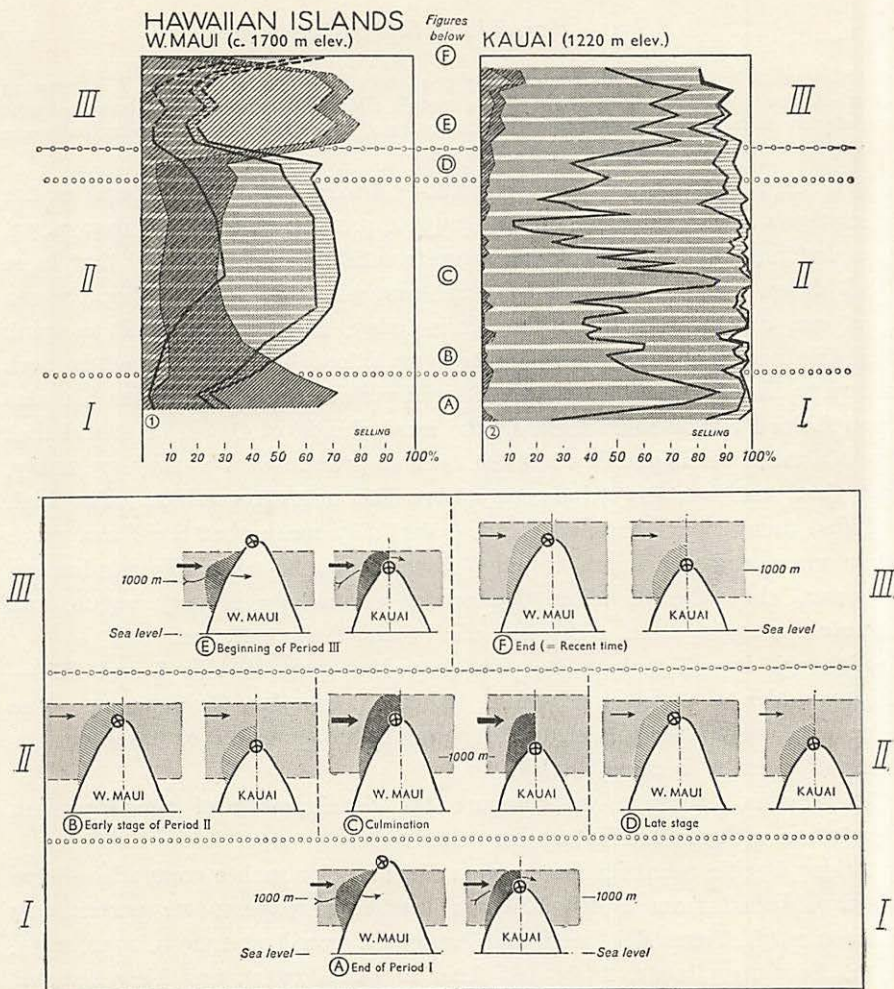 HAWAIIAN ISLANDS
W. MAUI (c. 1700 m elev.)
Figures
below
KAUAI (1220 m elev.)
F
III
E
III
D
II
C
II
B
I
A
I
1
SELLING
2
SELLING
10 20 30 40 50 60 70 80 90 100%
10 20 30 40 50 60 70 80 90 100%
III
1000 m
W. MAUI
KAUAI
Sea level
E Beginning of Period III
W. MAUI
KAUAI
1000 m
Sea level
F End (= Recent time)
III
II
W. MAUI
KAUAI
B Early stage of Period II
W. MAUI
1000 m
KAUAI
C Culmination
W. MAUI
KAUAI
D Late stage
II
I
1000 m
W. MAUI
KAUAI
1000 m
Sea level
Sea level
A End of Period I
I